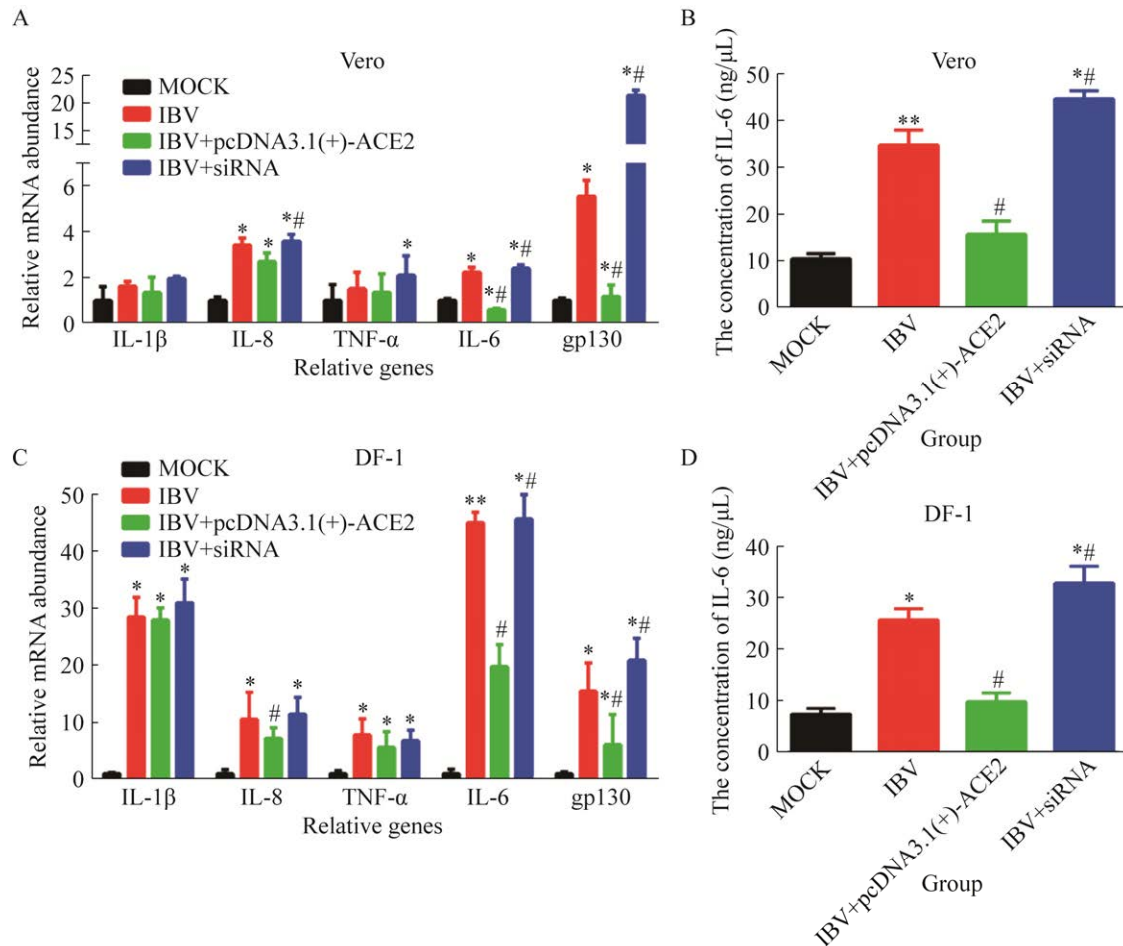 A
Vero
MOCK
IBV
IBV+pcDNA3.1(+)-ACE2
IBV+siRNA
Relative mRNA abundance
25
20
15
10
6
4
2
0
* * *#
*
* *# *#
* *# *#
IL-1β IL-8 TNF-α IL-6 gp130
Relative genes
B
Vero
The concentration of IL-6 (ng/μL)
50
40
30
20
10
0
** # *#
MOCK
IBV
IBV+pcDNA3.1(+)-ACE2
IBV+siRNA
Group
C
DF-1
MOCK
IBV
IBV+pcDNA3.1(+)-ACE2
IBV+siRNA
Relative mRNA abundance
50
40
30
20
10
0
* * *
* # *
* * *
** # *#
* *# *#
IL-1β IL-8 TNF-α IL-6 gp130
Relative genes
D
DF-1
The concentration of IL-6 (ng/μL)
40
30
20
10
0
* # *#
MOCK
IBV
IBV+pcDNA3.1(+)-ACE2
IBV+siRNA
Group